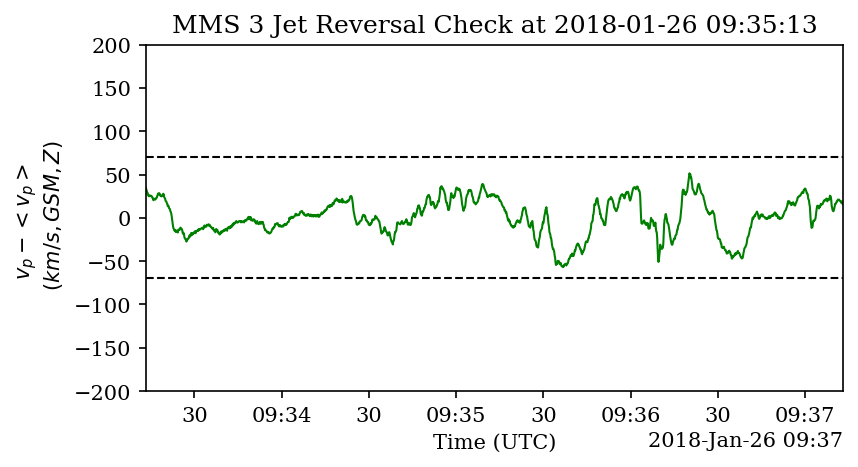 MMS 3 Jet Reversal Check at 2018-01-26 09:35:13
200
150
100
50
0
−50
−100
−150
−200
v_p − < v_p >
(km/s, GSM, Z)
30 09:34 30 09:35 30 09:36 30 09:37
Time (UTC)
2018-Jan-26 09:37